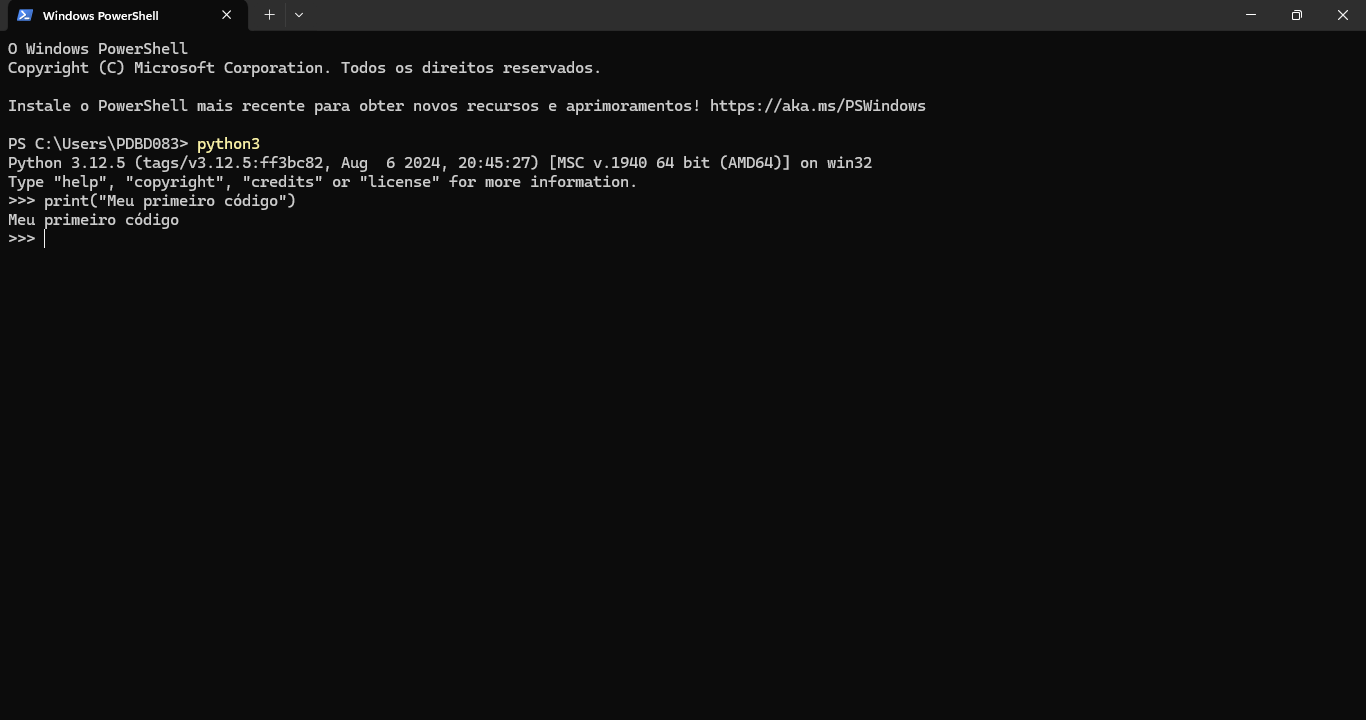 Windows PowerShell
O Windows PowerShell
Copyright (C) Microsoft Corporation. Todos os direitos reservados.
Instale o PowerShell mais recente para obter novos recursos e aprimoramentos! https://aka.ms/PSWindows
PS C:\Users\PDBD083> python3
Python 3.12.5 (tags/v3.12.5:ff3bc82, Aug  6 2024, 20:45:27) [MSC v.1940 64 bit (AMD64)] on win32
Type "help", "copyright", "credits" or "license" for more information.
>>> print("Meu primeiro código")
Meu primeiro código
>>>